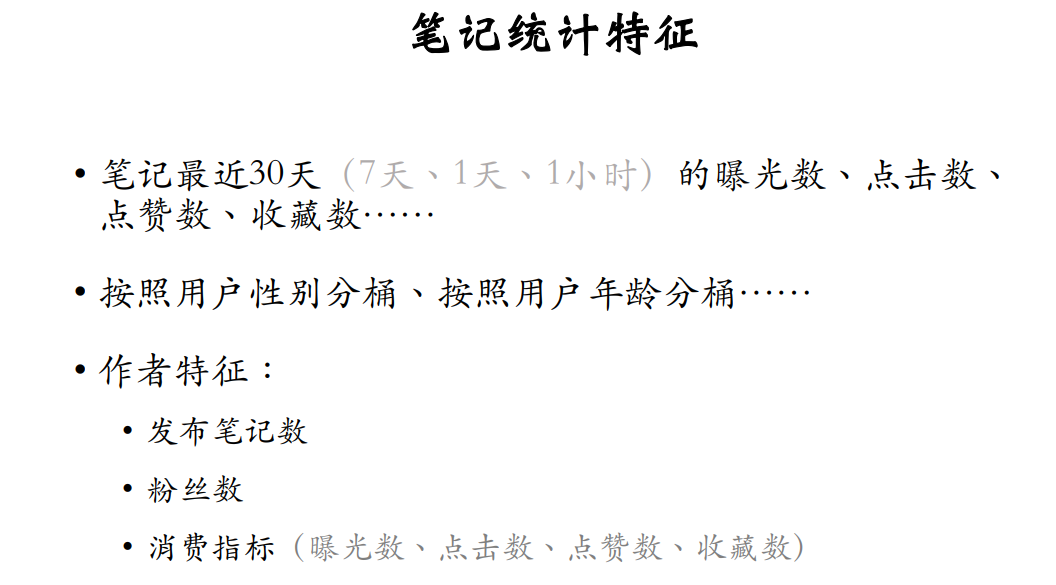 笔记统计特征
• 笔记最近30天（7天、1天、1小时）的曝光数、点击数、
点赞数、收藏数……
• 按照用户性别分桶、按照用户年龄分桶……
• 作者特征：
• 发布笔记数
• 粉丝数
• 消费指标（曝光数、点击数、点赞数、收藏数）